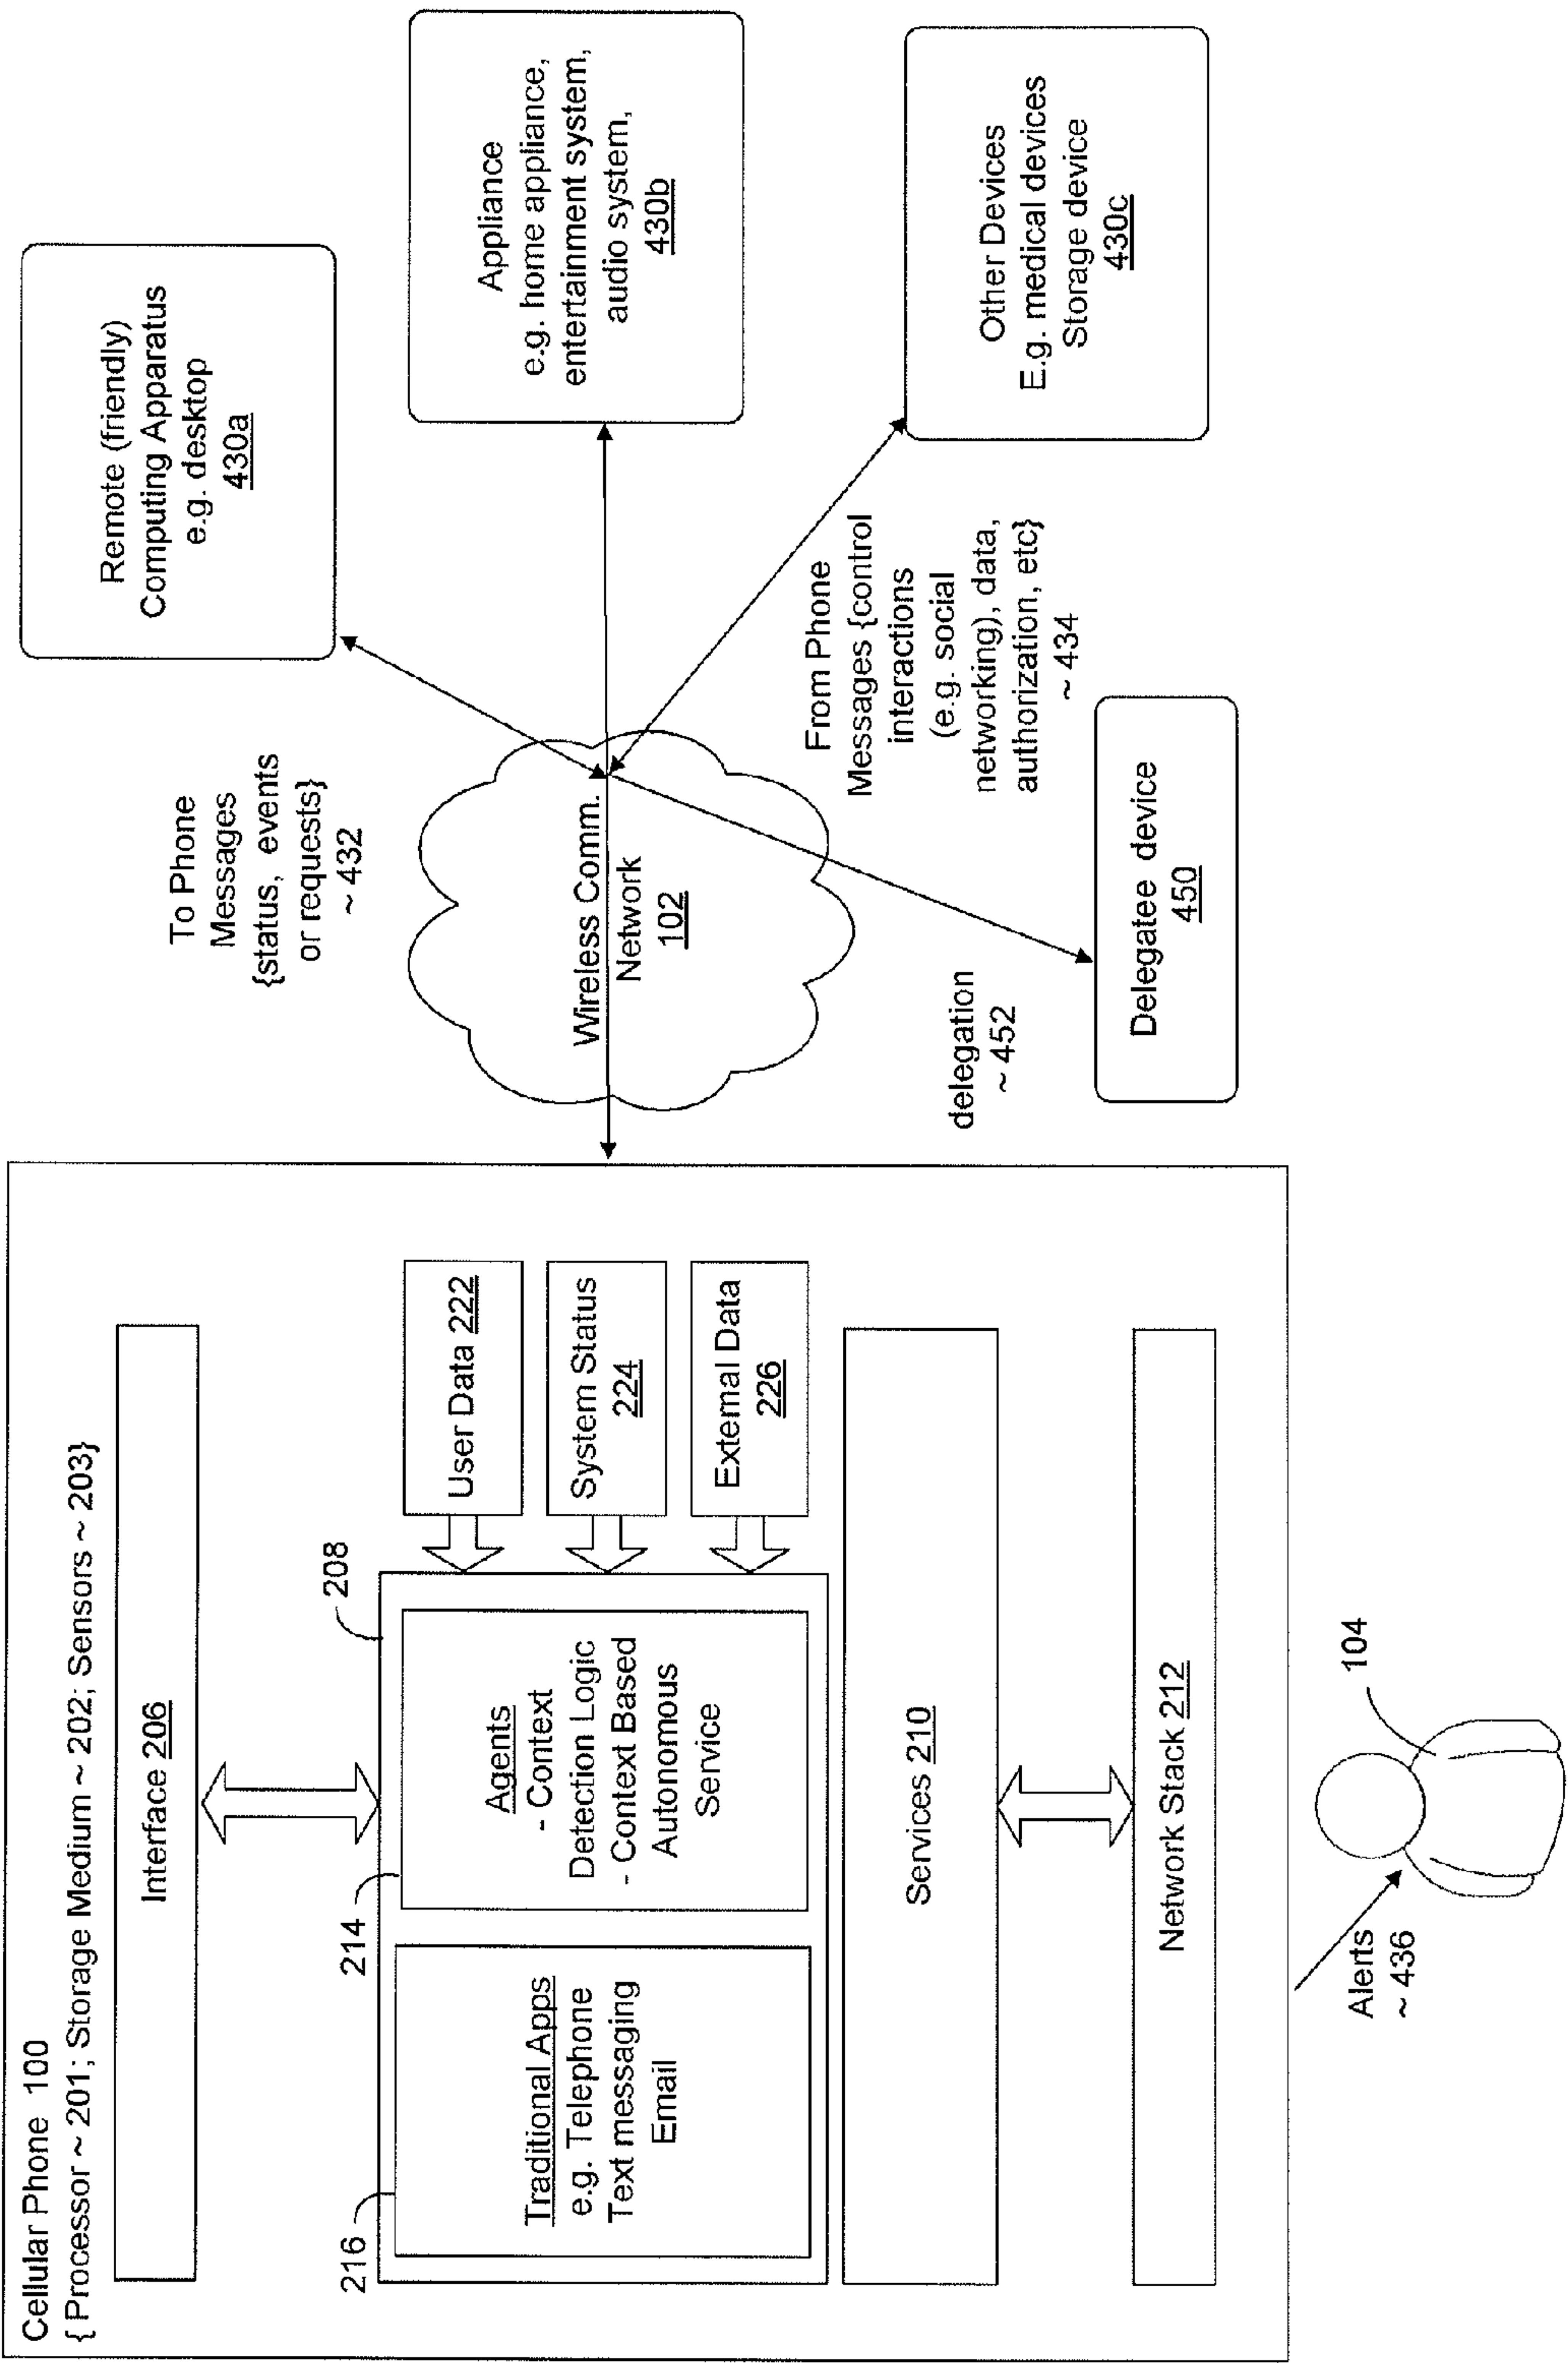 Cellular Phone 100
{ Processor ~ 201; Storage Medium ~ 202; Sensors ~ 203}
Interface 206
208
214
216
Traditional Apps
e.g. Telephone
Text messaging
Email
Agents
- Context
Detection Logic
- Context Based
Autonomous
Service
User Data 222
System Status
224
External Data
226
Services 210
Network Stack 212
Alerts
~ 436
104
To Phone
Messages
{status, events
or requests}
~ 432
Wireless Comm.
Network
102
delegation
~ 452
Delegatee device
450
From Phone
Messages {control
interactions
(e.g. social
networking), data,
authorization, etc}
~ 434
Remote (friendly)
Computing Apparatus
e.g. desktop
430a
Appliance
e.g. home appliance,
entertainment system,
audio system,
430b
Other Devices
E.g. medical devices
Storage device
430c